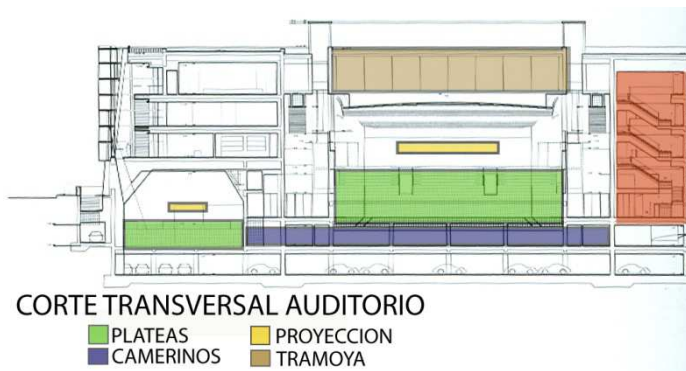 CORTE TRANSVERSAL AUDITORIO
PLATEAS
PROYECCION
CAMERINOS
TRAMOYA